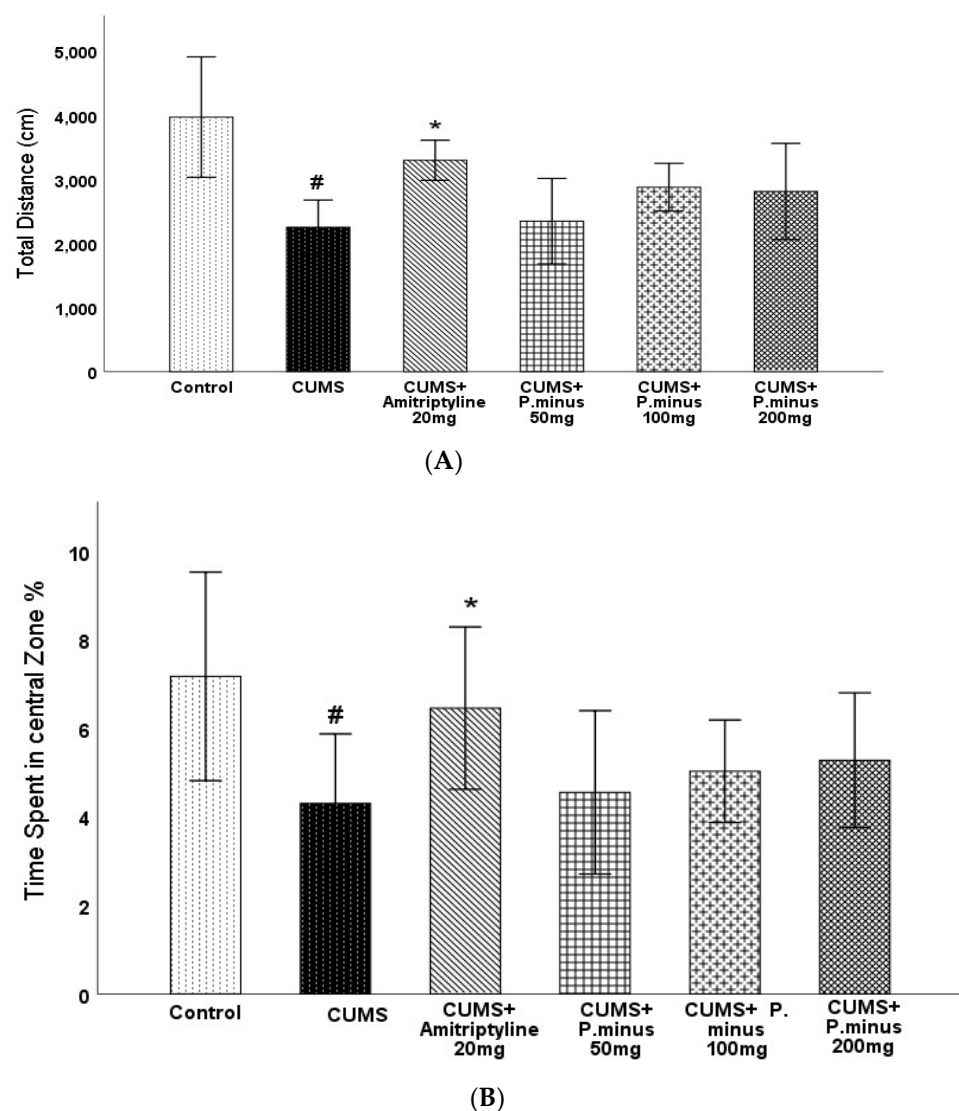 Total Distance (cm)
5,000
4,000
3,000
2,000
1,000
0
#
*
Control
CUMS
CUMS+
Amitriptyline
20mg
CUMS+
P.minus
50mg
CUMS+
P.minus
100mg
CUMS+
P.minus
200mg
(A)
Time Spent in central Zone %
10
8
6
4
2
0
#
*
Control
CUMS
CUMS+
Amitriptyline
20mg
CUMS+
P.minus
50mg
CUMS+ P.
minus
100mg
CUMS+
P.minus
200mg
(B)